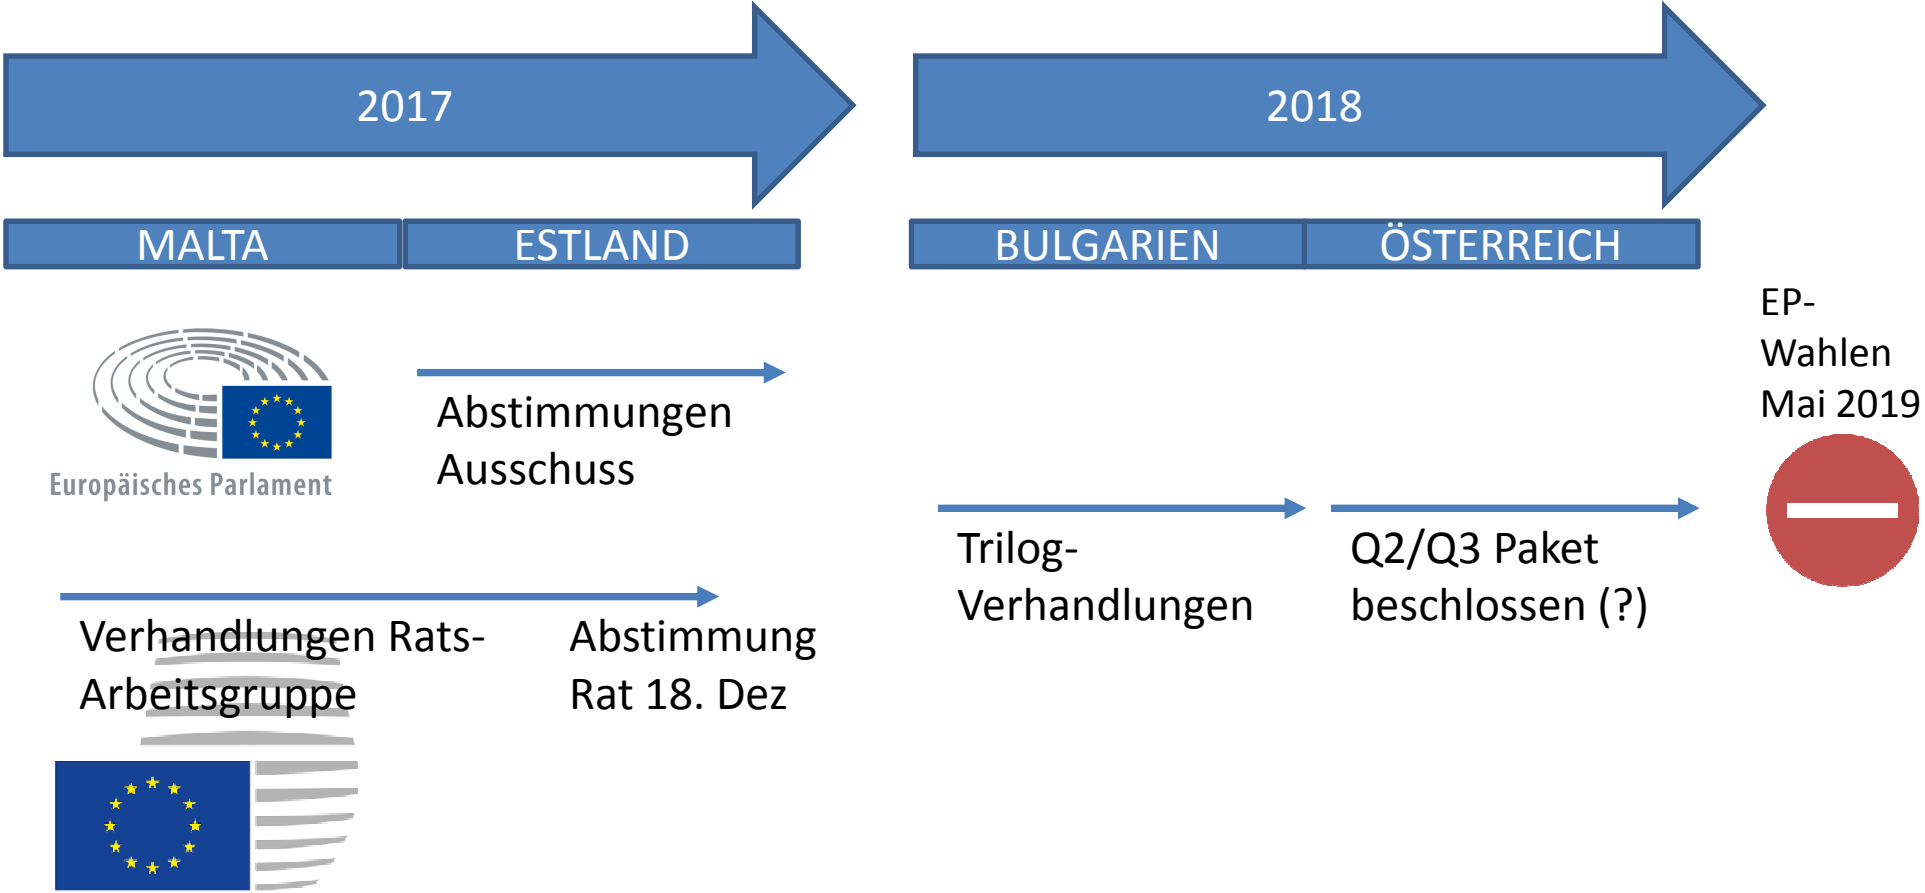 2017
2018
MALTA
ESTLAND
BULGARIEN
ÖSTERREICH
EP-
Wahlen
Mai 2019
Abstimmungen
Ausschuss
Europäisches Parlament
Trilog-
Verhandlungen
Q2/Q3 Paket
beschlossen (?)
Verhandlungen Rats-
Arbeitsgruppe
Abstimmung
Rat 18. Dez